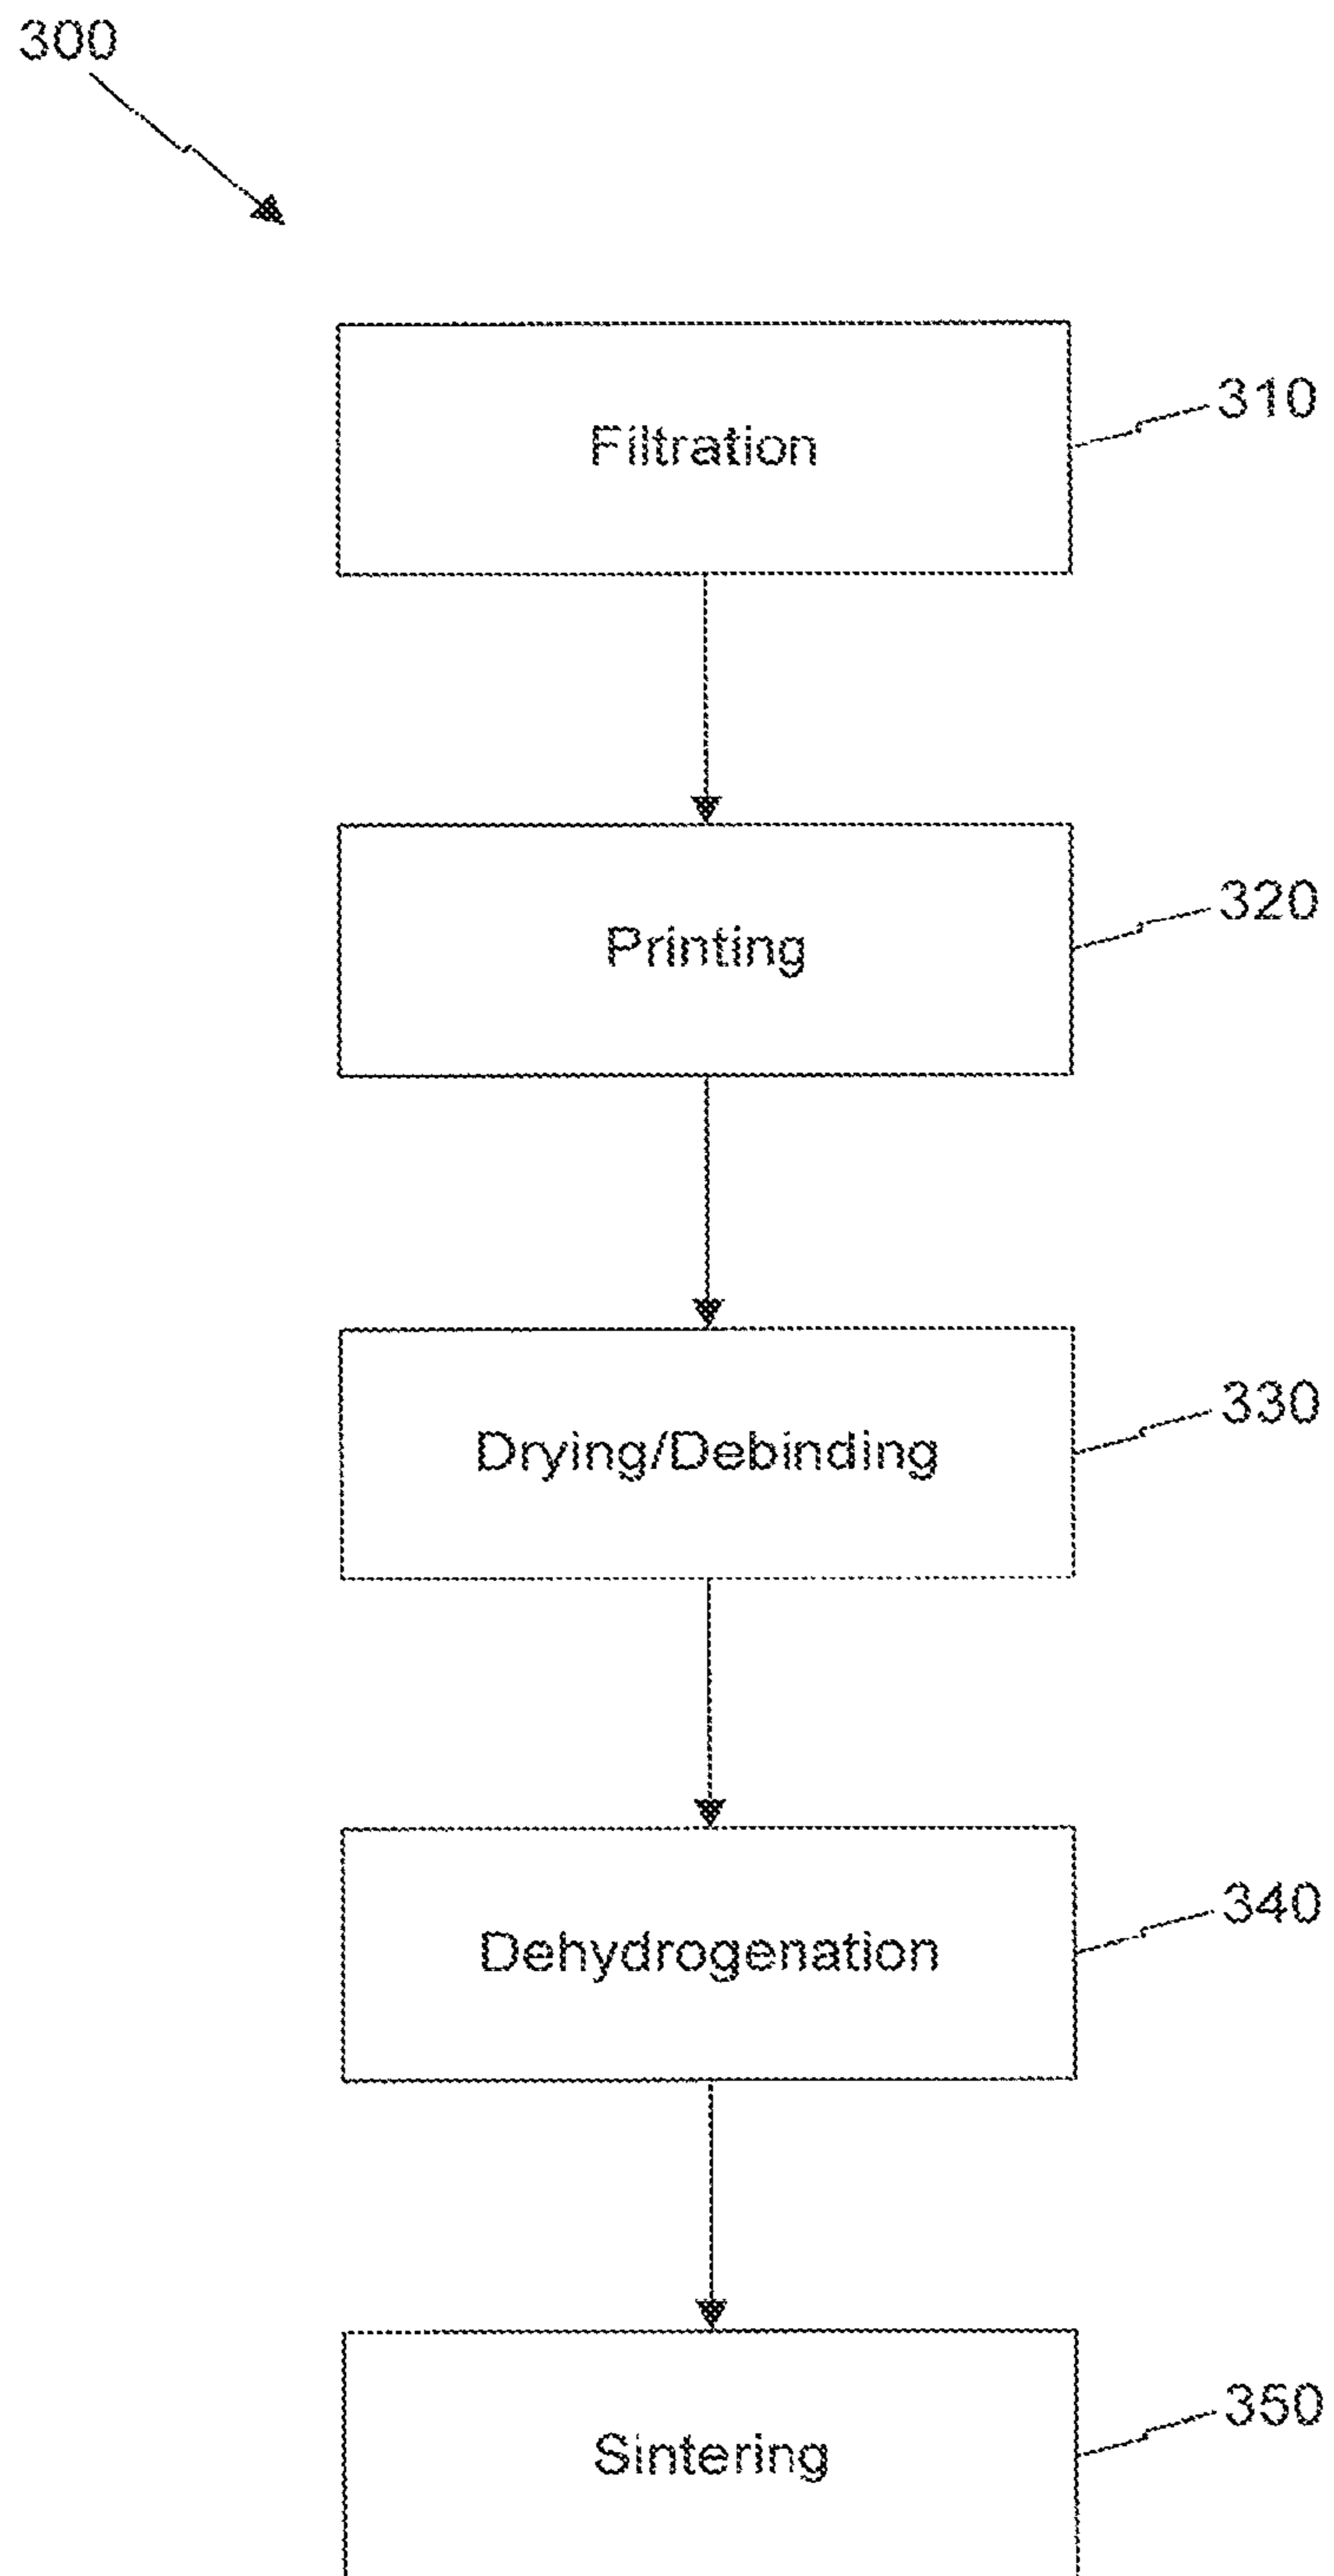 300
Filtration
310
Printing
320
Drying/Debinding
330
Dehydrogenation
340
Sintering
350